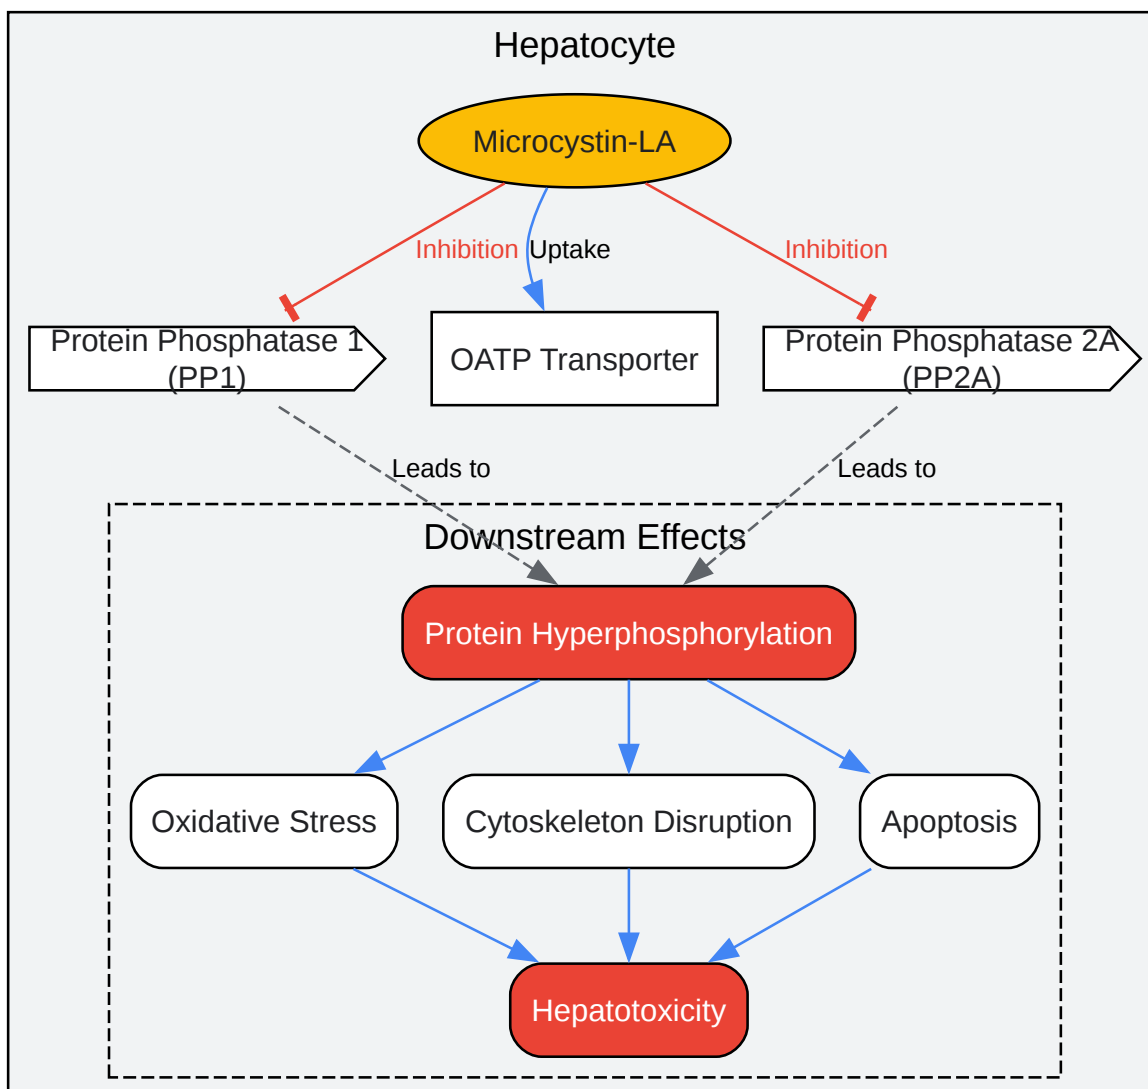 Hepatocyte
Microcystin-LA
Inhibition
Uptake
Inhibition
Protein Phosphatase 1
(PP1)
OATP Transporter
Protein Phosphatase 2A
(PP2A)
Leads to
Leads to
Downstream Effects
Protein Hyperphosphorylation
Oxidative Stress
Cytoskeleton Disruption
Apoptosis
Hepatotoxicity